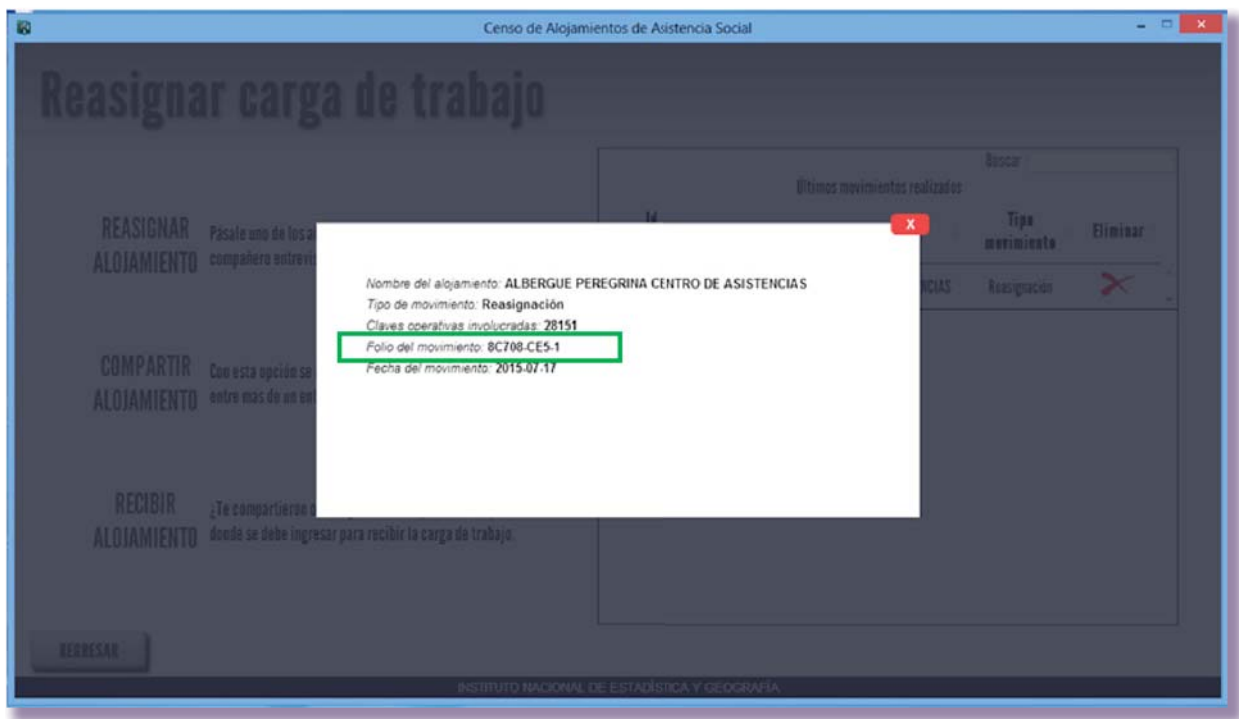 Censo de Alojamientos de Asistencia Social
Reasignar carga de trabajo
Buscar
Últimos movimientos realizados
Id
Tipo movimiento
Eliminar
REASIGNAR ALOJAMIENTO
Pásale uno de los a
compañero entrevis
X
NCIAS
Reasignación
Nombre del alojamiento: ALBERGUE PEREGRINA CENTRO DE ASISTENCIAS
Tipo de movimiento: Reasignación
Claves operativas involucradas: 28151
Folio del movimiento: 8C708-CE5-1
Fecha del movimiento: 2015-07-17
COMPARTIR ALOJAMIENTO
Con esta opción se
entre mas de un ent
RECIBIR ALOJAMIENTO
¿Te compartieron
donde se debe ingresar para recibir la carga de trabajo.
REGRESAR
INSTITUTO NACIONAL DE ESTADÍSTICA Y GEOGRAFÍA